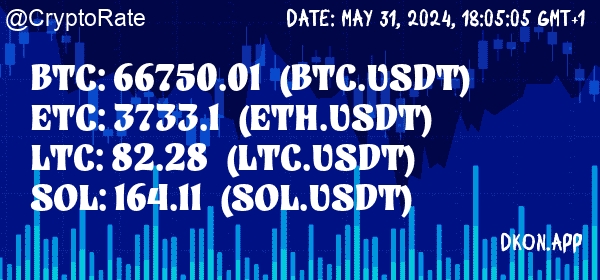 @CryptoRate
DATE: MAY 31, 2024, 18:05:05 GMT+1
BTC: 66750.01 (BTC.USDT)
ETC: 3733.1 (ETH.USDT)
LTC: 82.28 (LTC.USDT)
SOL: 164.11 (SOL.USDT)
DKON.APP